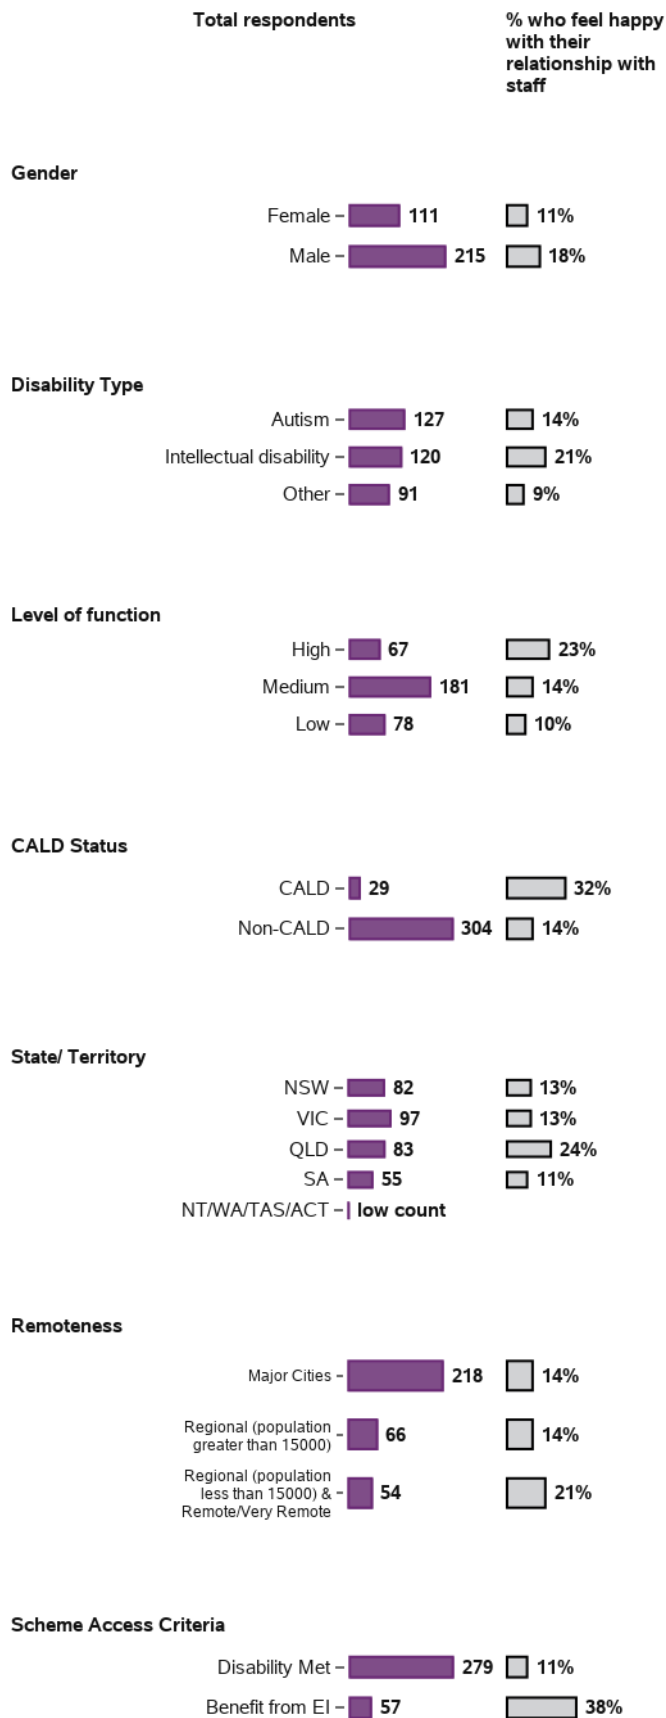 Total respondents
% who feel happy
with their
relationship with
staff
Gender
Female 111 11%
Male 215 18%
Disability Type
Autism 127 14%
Intellectual disability 120 21%
Other 91 9%
Level of function
High 67 23%
Medium 181 14%
Low 78 10%
CALD Status
CALD 29 32%
Non-CALD 304 14%
State/ Territory
NSW 82 13%
VIC 97 13%
QLD 83 24%
SA 55 11%
NT/WA/TAS/ACT low count
Remoteness
Major Cities 218 14%
Regional (population
greater than 15000) 66 14%
Regional (population
less than 15000) & 54 21%
Remote/Very Remote
Scheme Access Criteria
Disability Met 279 11%
Benefit from EI 57 38%